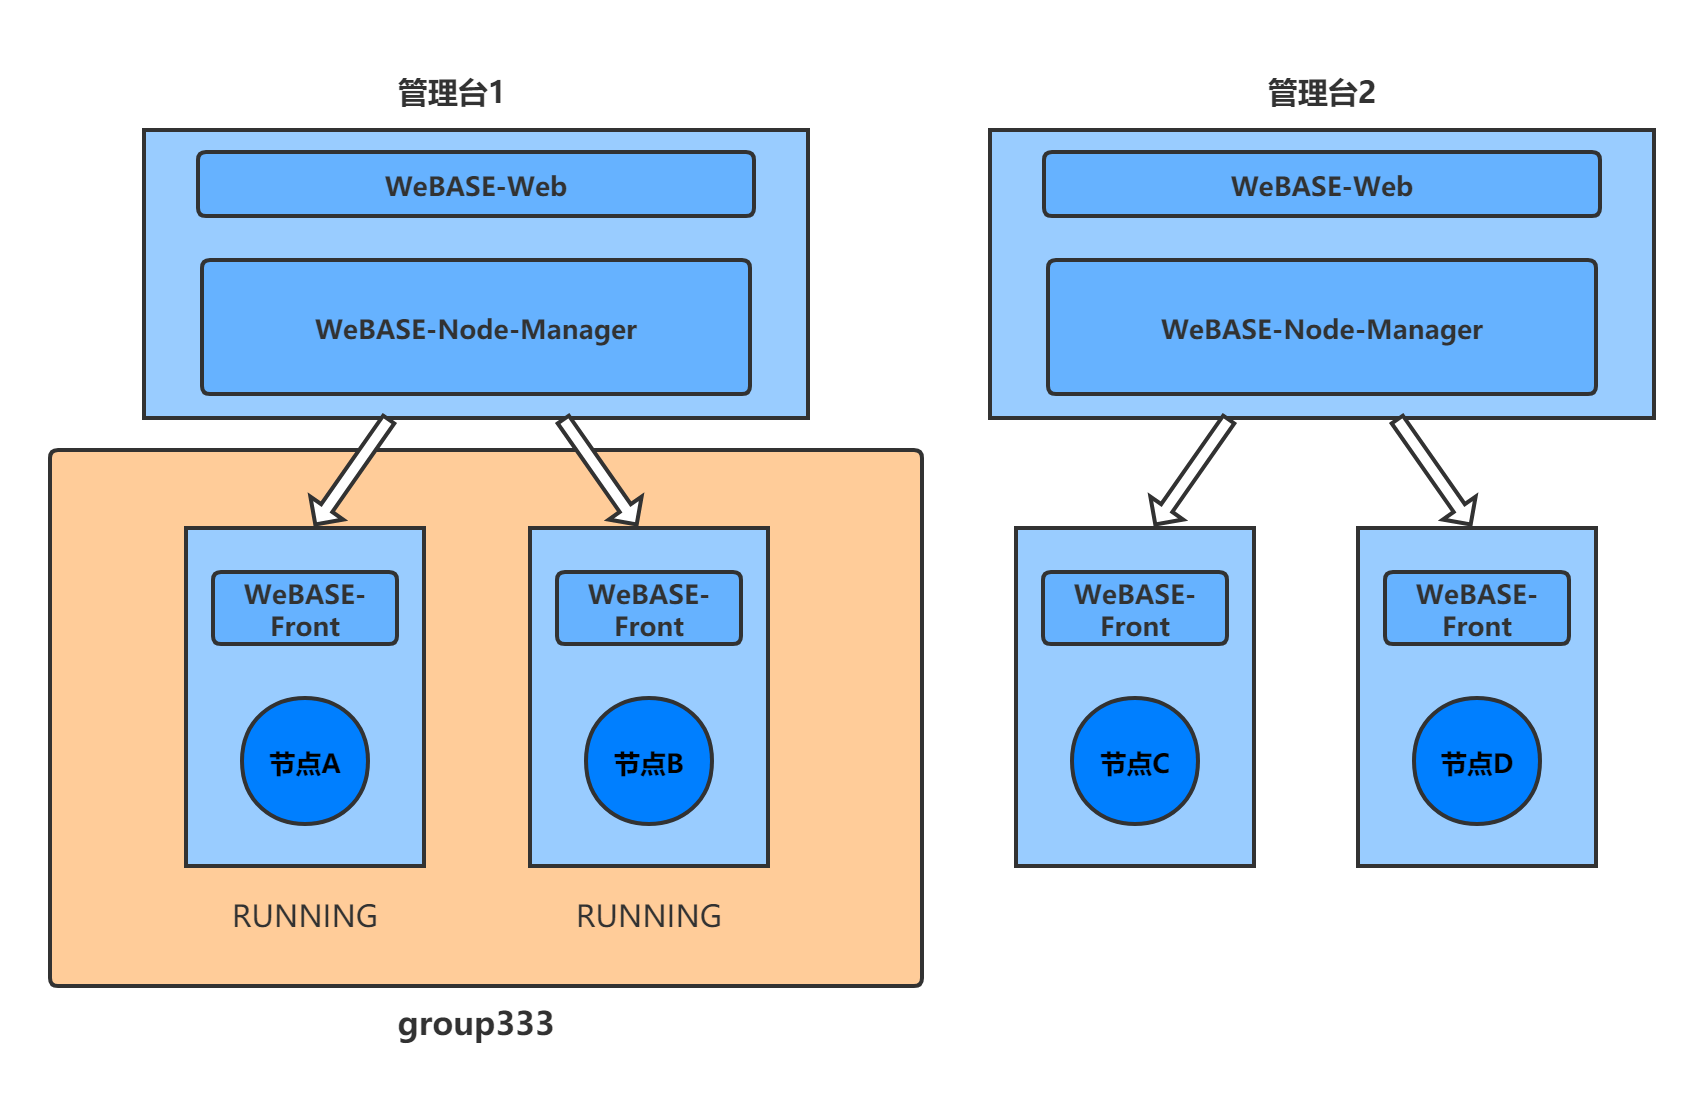 管理台1
管理台2
WeBASE-Web
WeBASE-Web
WeBASE-Node-Manager
WeBASE-Node-Manager
WeBASE-
Front
WeBASE-
Front
WeBASE-
Front
WeBASE-
Front
节点A
节点B
节点C
节点D
RUNNING
RUNNING
group333